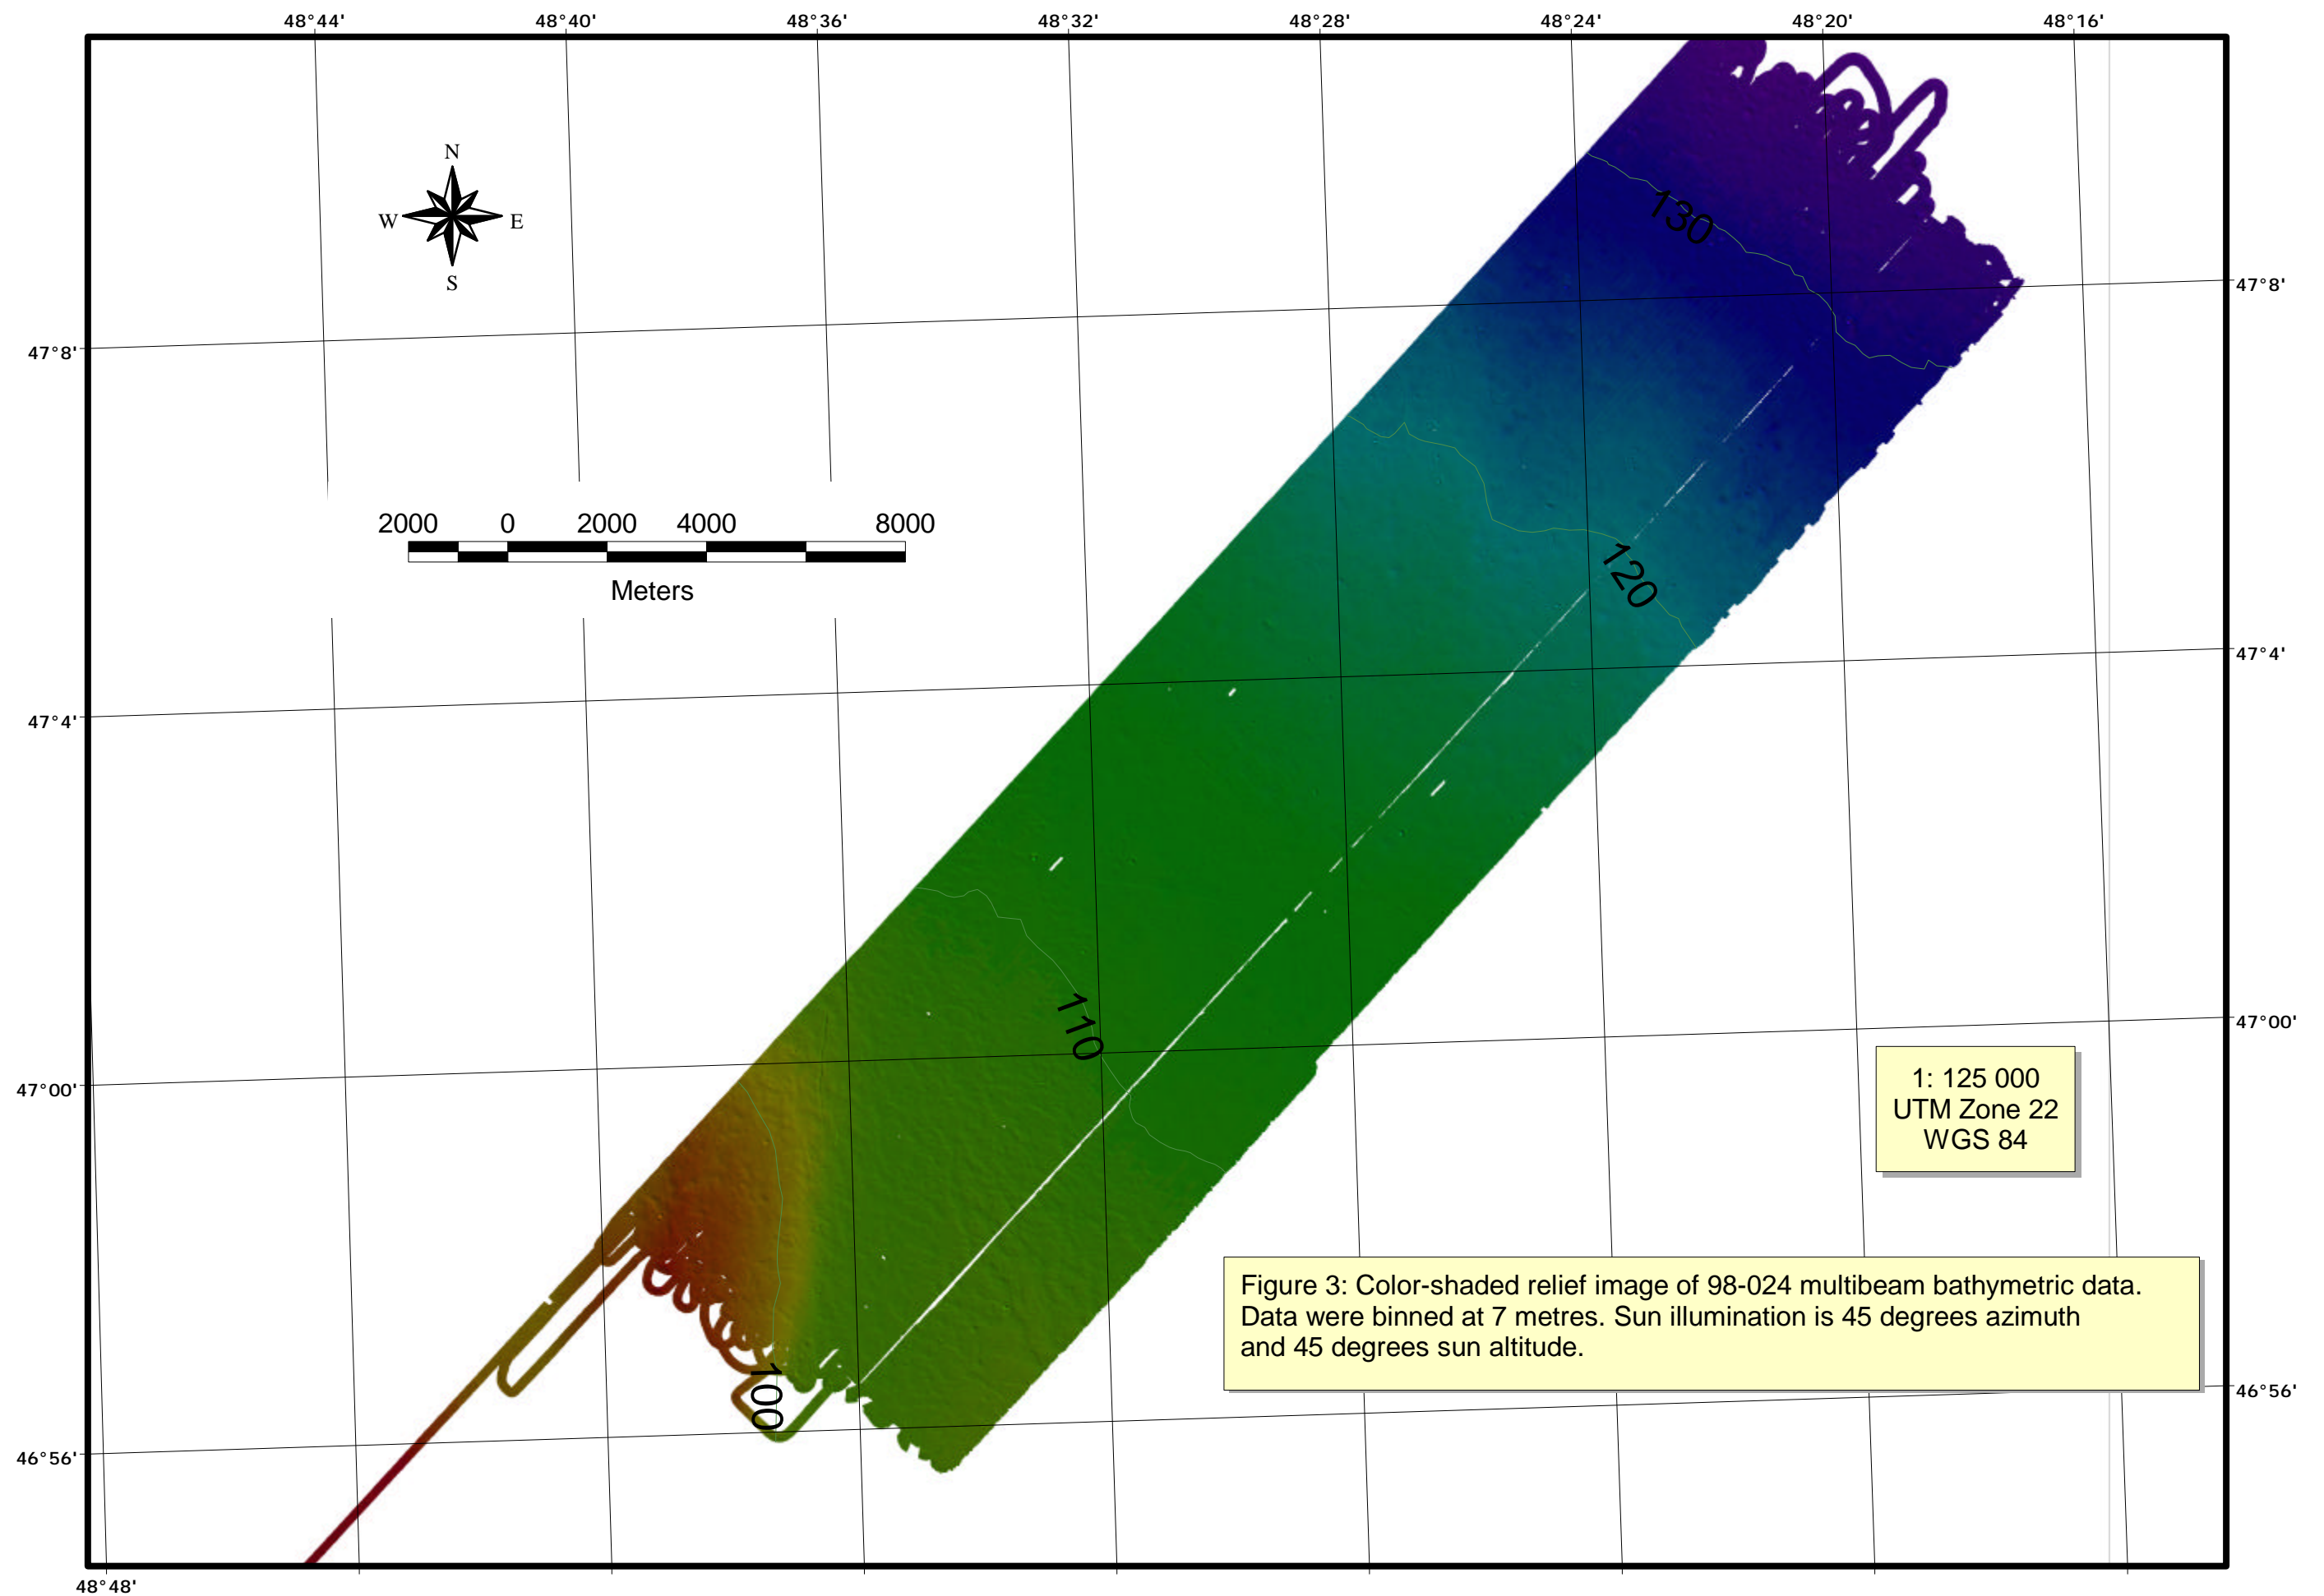 48°44' 48°40' 48°36' 48°32' 48°28' 48°24' 48°20' 48°16'
N
W E
S
130
47°8'
47°8'
2000 0 2000 4000 8000
Meters
120
47°4'
47°4'
110
47°00'
47°00'
1: 125 000
UTM Zone 22
WGS 84
Figure 3: Color-shaded relief image of 98-024 multibeam bathymetric data.
Data were binned at 7 metres. Sun illumination is 45 degrees azimuth
and 45 degrees sun altitude.
100
46°56'
46°56'
48°48'